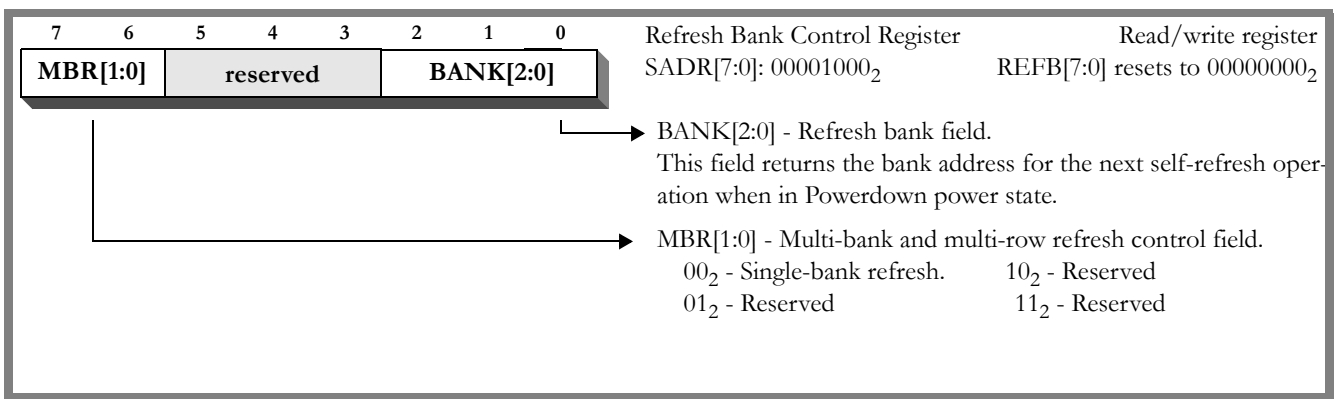 7 6 5 4 3 2 1 0
MBR[1:0] reserved BANK[2:0]
Refresh Bank Control Register Read/write register
SADR[7:0]: 00001000₂ REFB[7:0] resets to 00000000₂
BANK[2:0] - Refresh bank field.
This field returns the bank address for the next self-refresh oper-
ation when in Powerdown power state.
MBR[1:0] - Multi-bank and multi-row refresh control field.
00₂ - Single-bank refresh. 10₂ - Reserved
01₂ - Reserved 11₂ - Reserved